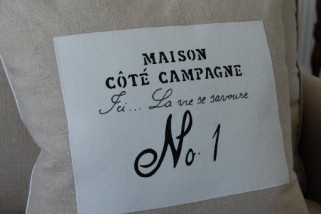 MAISON
CÔTÉ CAMPAGNE
Ici... La vie se savoure
No. 1